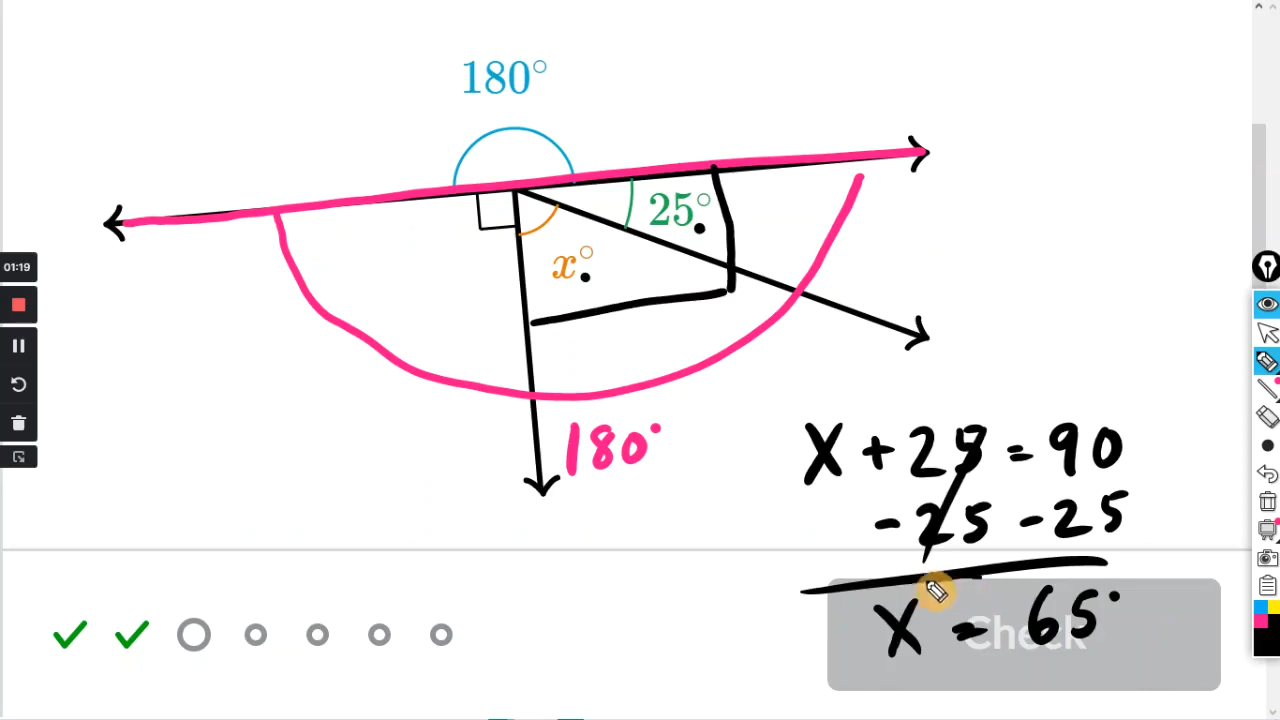 180°
25°
x°
01:19
180°
x + 25 = 90
- 25 - 25
x = 65°
Check